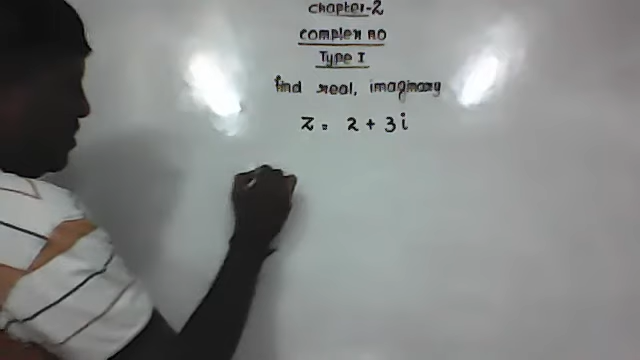 chapter-2
complex no
Type I
find real, imaginary
Z = 2 + 3i